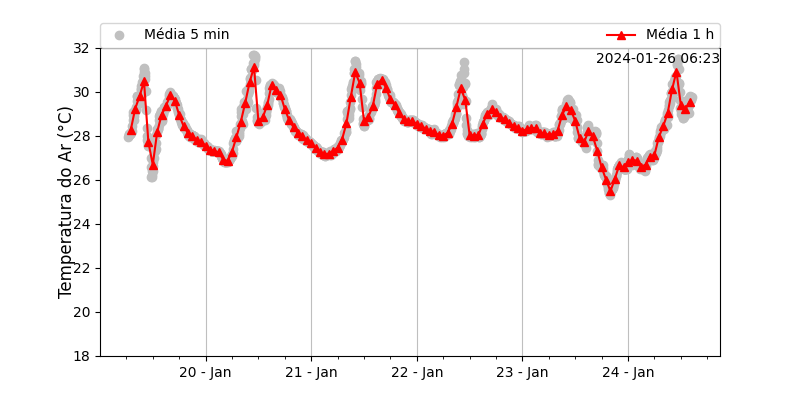 Média 5 min
Média 1 h
2024-01-26 06:23
Temperatura do Ar (°C)
32
30
28
26
24
22
20
18
20 - Jan
21 - Jan
22 - Jan
23 - Jan
24 - Jan